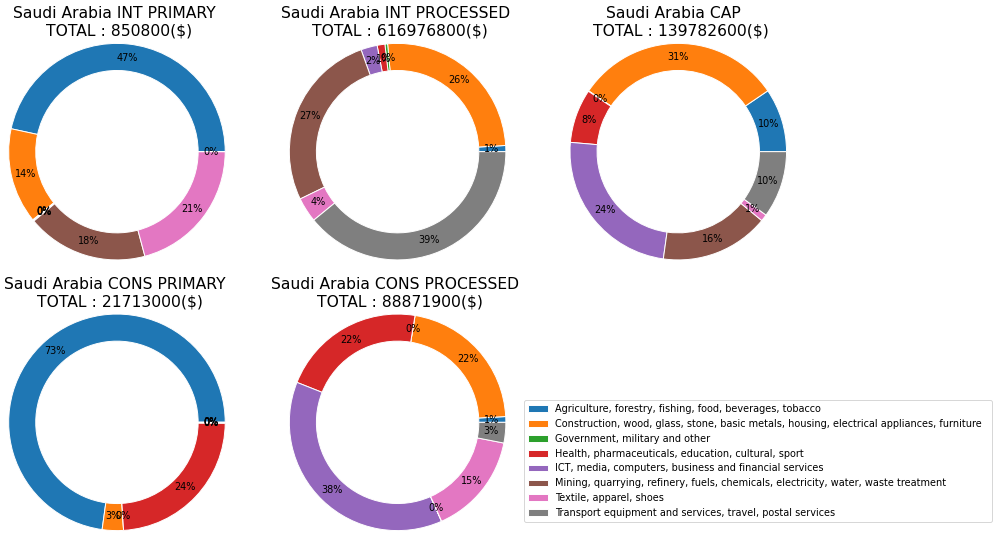 Saudi Arabia INT PRIMARY
TOTAL : 850800($)
47%
14%
0%
0%
18%
21%
0%
Saudi Arabia INT PROCESSED
TOTAL : 616976800($)
1%
26%
0%
2%
27%
4%
39%
Saudi Arabia CAP
TOTAL : 139782600($)
10%
31%
0%
8%
24%
16%
1%
10%
Saudi Arabia CONS PRIMARY
TOTAL : 21713000($)
73%
3%
0%
24%
0%
Saudi Arabia CONS PROCESSED
TOTAL : 88871900($)
1%
22%
0%
22%
38%
0%
15%
3%
Agriculture, forestry, fishing, food, beverages, tobacco
Construction, wood, glass, stone, basic metals, housing, electrical appliances, furniture
Government, military and other
Health, pharmaceuticals, education, cultural, sport
ICT, media, computers, business and financial services
Mining, quarrying, refinery, fuels, chemicals, electricity, water, waste treatment
Textile, apparel, shoes
Transport equipment and services, travel, postal services